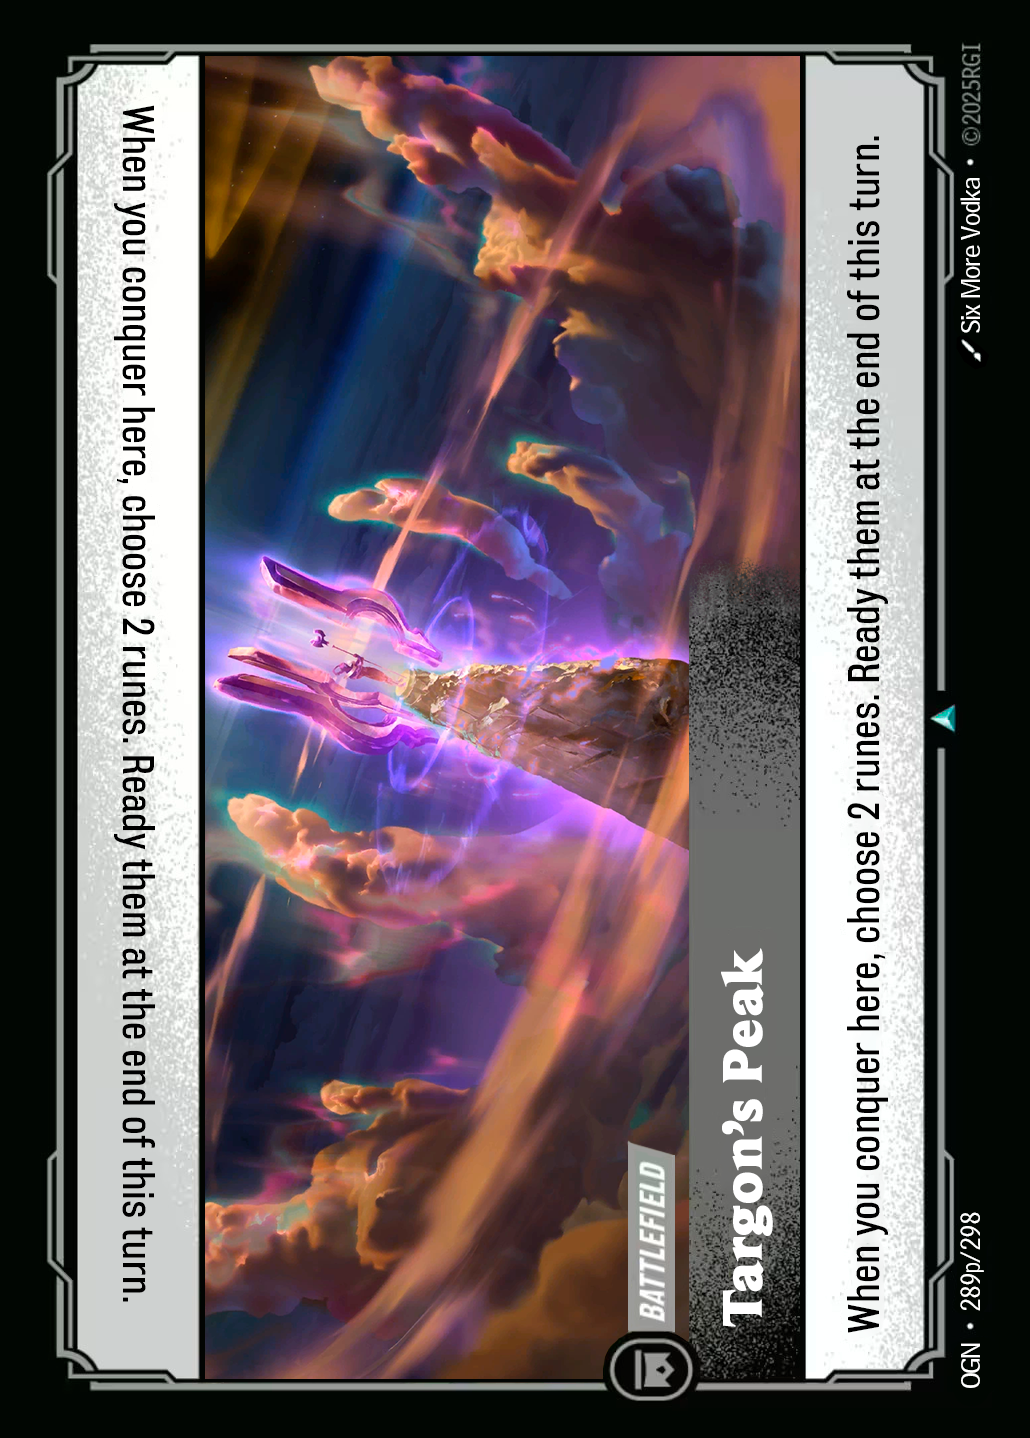 When you conquer here, choose 2 runes. Ready them at the end of this turn.
BATTLEFIELD
Targon's Peak
When you conquer here, choose 2 runes. Ready them at the end of this turn.
OGN • 289p/298
Six More Vodka • ©2025RGI